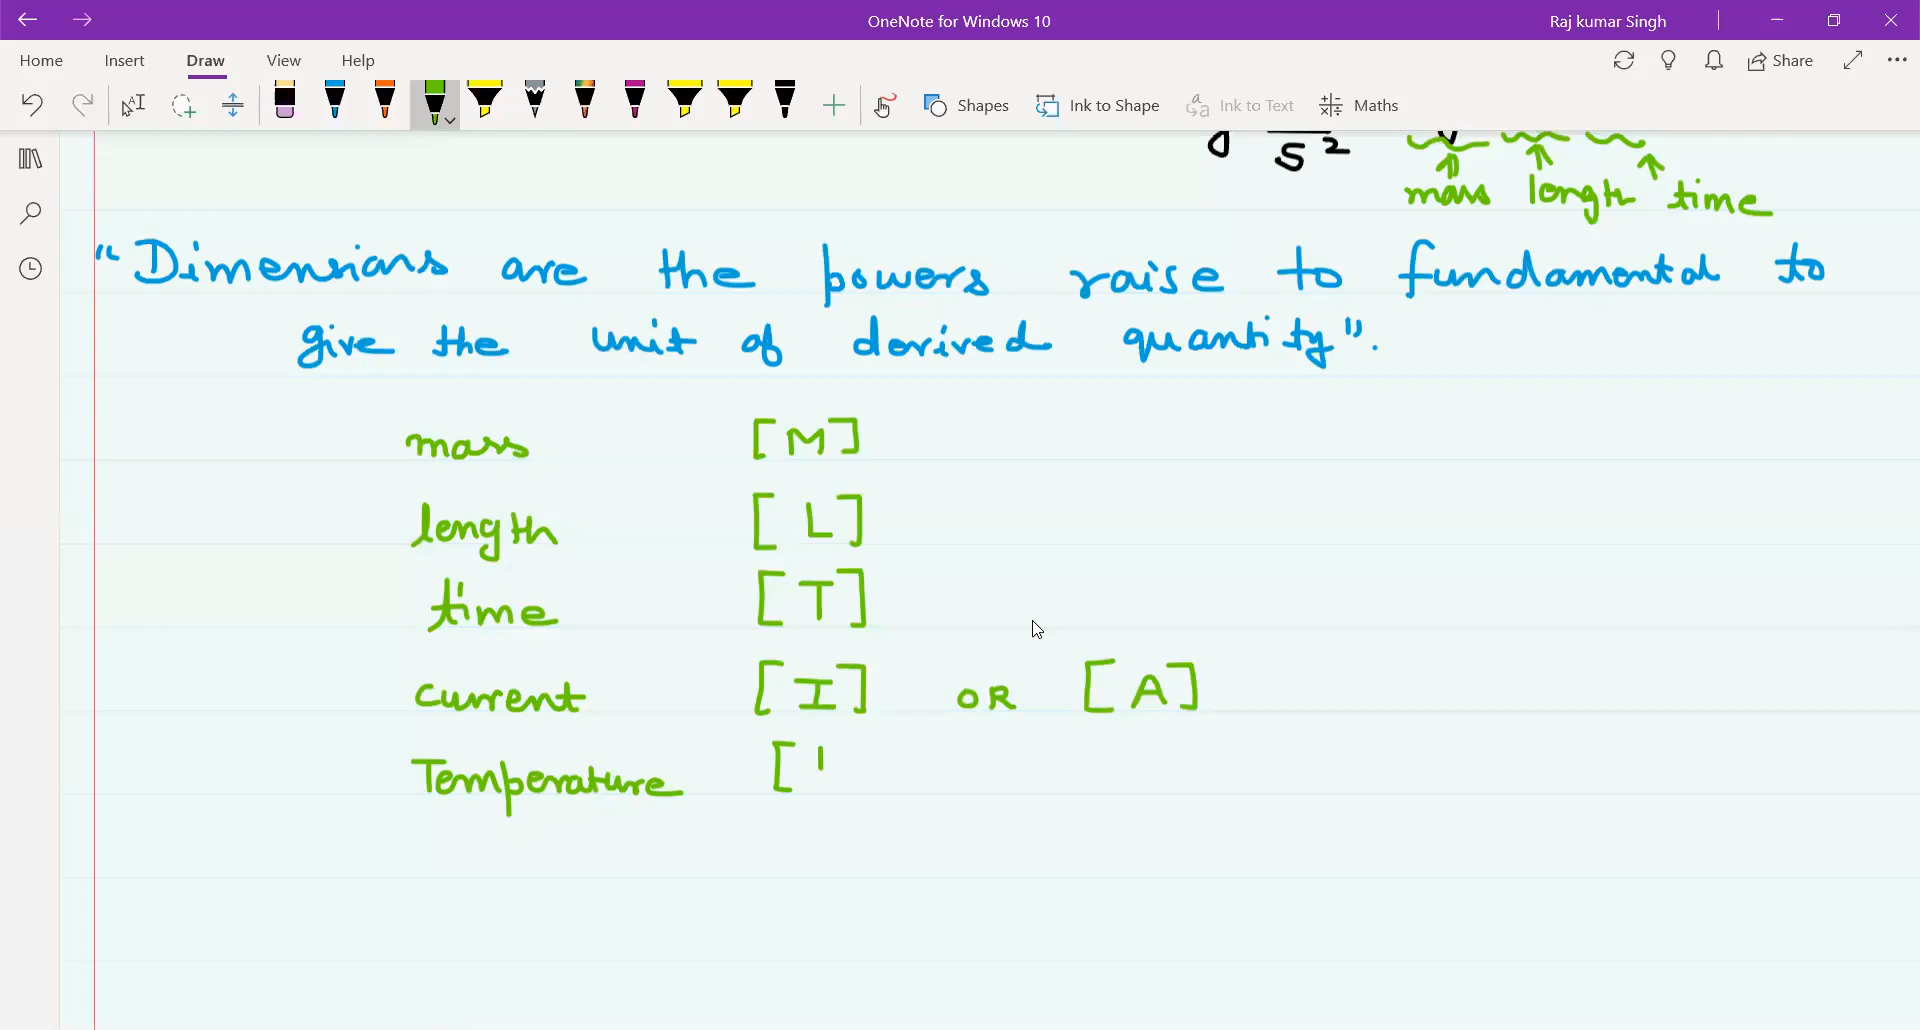 OneNote for Windows 10
Raj kumar Singh
Home Insert Draw View Help
Share
Shapes Ink to Shape Ink to Text Maths
s2
mass length time
"Dimensions are the powers raise to fundamental to
give the unit of derived quantity".
mass [M]
length [L]
time [T]
current [I] OR [A]
Temperature [